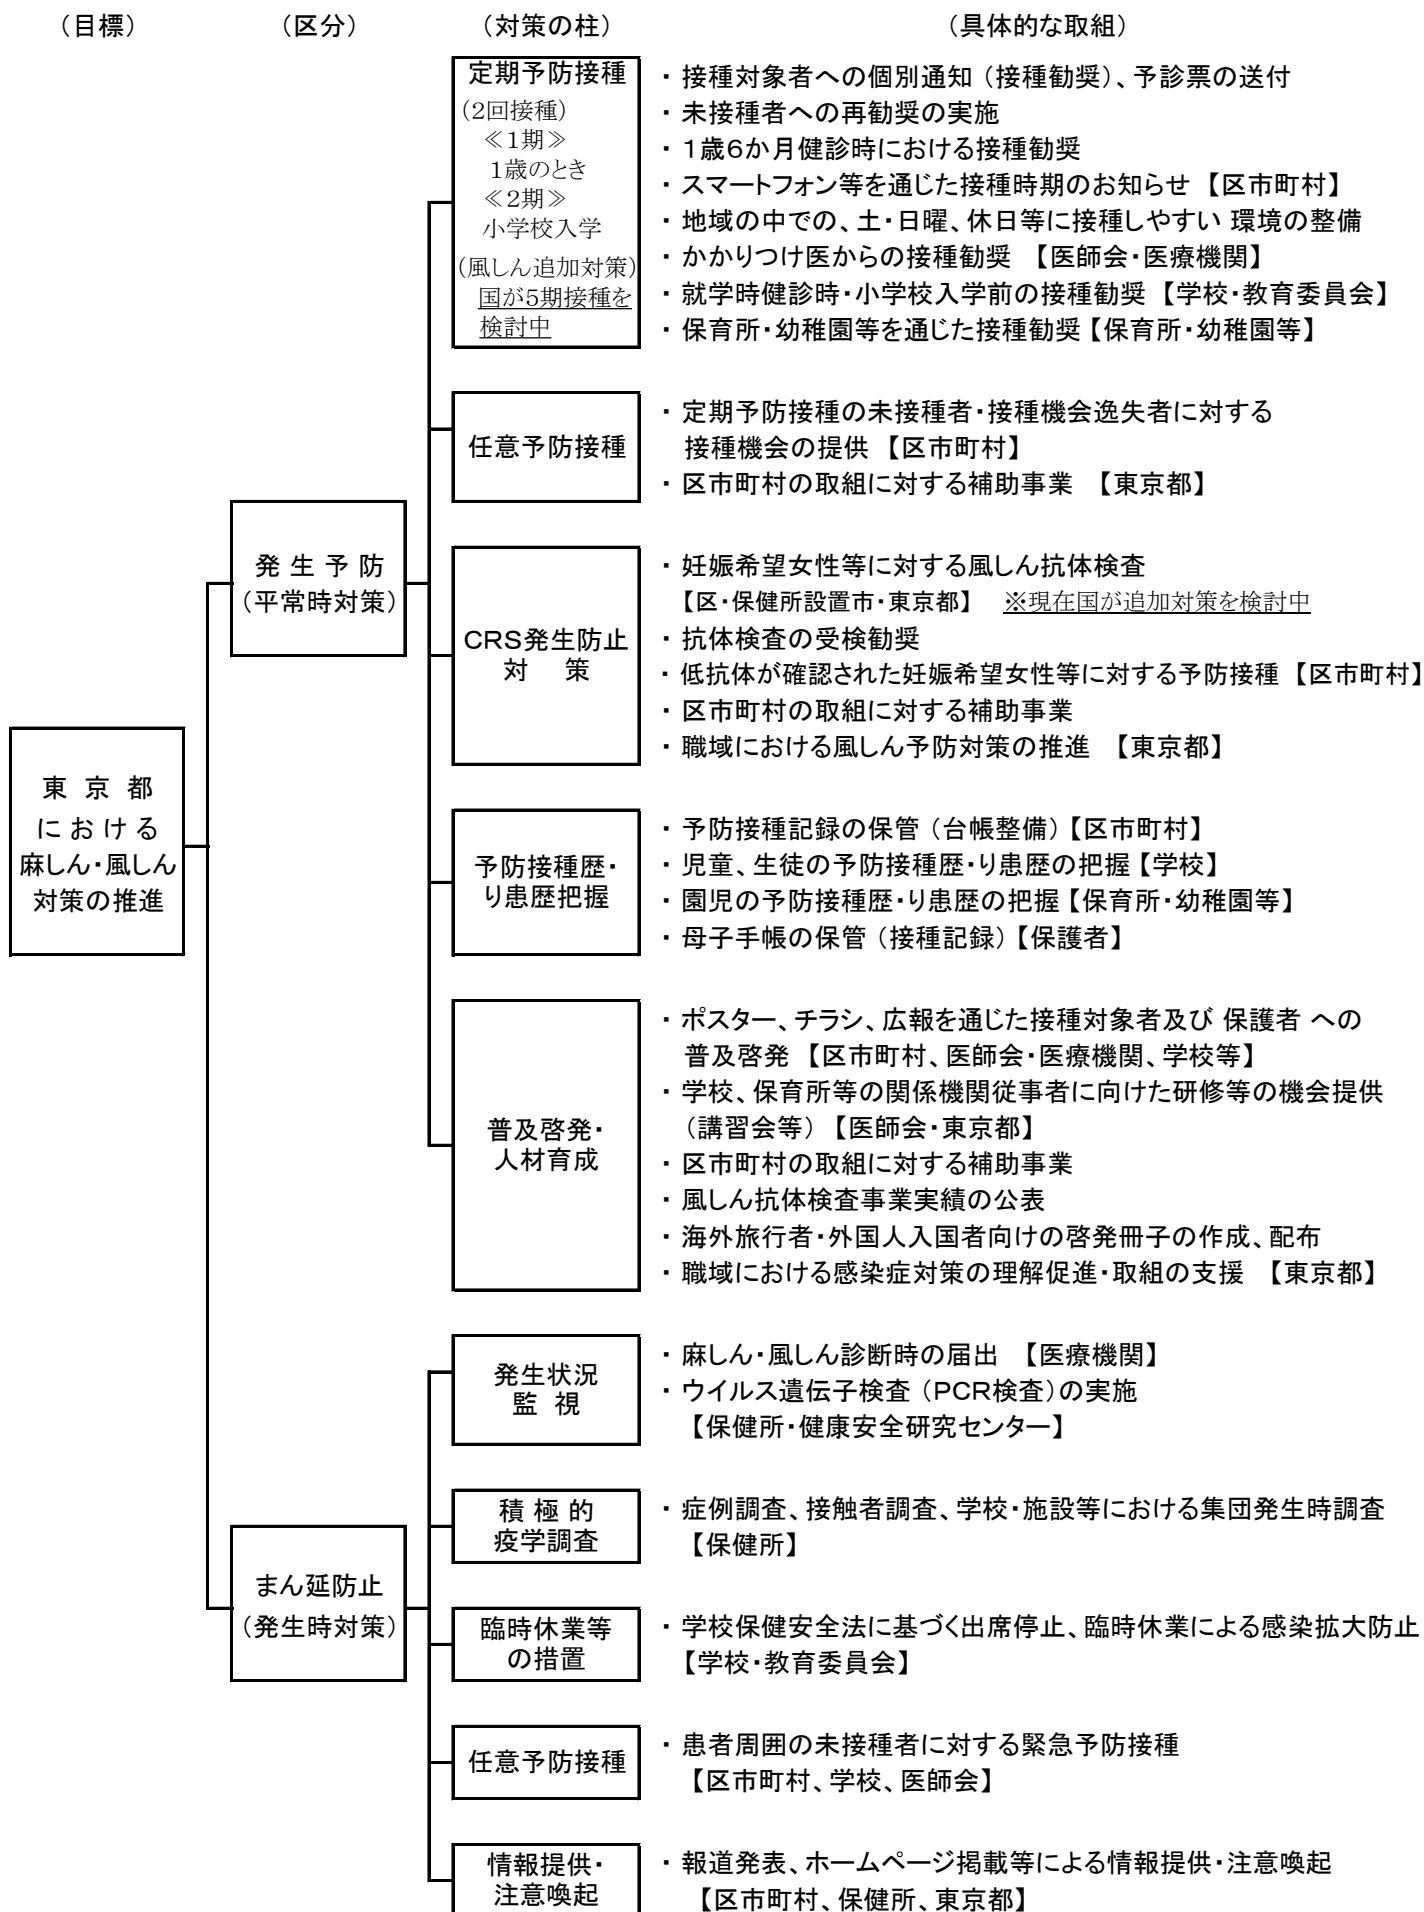 （目標）　（区分）　（対策の柱）　（具体的な取組）
定期予防接種
(2回接種)
≪1期≫
1歳のとき
≪2期≫
小学校入学
(風しん追加対策)
国が5期接種を
検討中
・接種対象者への個別通知（接種勧奨）、予診票の送付
・未接種者への再勧奨の実施
・１歳６か月健診時における接種勧奨
・スマートフォン等を通じた接種時期のお知らせ 【区市町村】
・地域の中での、土・日曜、休日等に接種しやすい 環境の整備
・かかりつけ医からの接種勧奨 【医師会・医療機関】
・就学時健診時・小学校入学前の接種勧奨 【学校・教育委員会】
・保育所・幼稚園等を通じた接種勧奨【保育所・幼稚園等】
任意予防接種
・定期予防接種の未接種者・接種機会逸失者に対する
接種機会の提供 【区市町村】
・区市町村の取組に対する補助事業 【東京都】
発生予防
（平常時対策）
CRS発生防止
対　策
・妊娠希望女性等に対する風しん抗体検査
【区・保健所設置市・東京都】 ※現在国が追加対策を検討中
・抗体検査の受検勧奨
・低抗体が確認された妊娠希望女性等に対する予防接種 【区市町村】
・区市町村の取組に対する補助事業
・職域における風しん予防対策の推進 【東京都】
東京都
における
麻しん・風しん
対策の推進
予防接種歴・
り患歴把握
・予防接種記録の保管（台帳整備）【区市町村】
・児童、生徒の予防接種歴・り患歴の把握【学校】
・園児の予防接種歴・り患歴の把握【保育所・幼稚園等】
・母子手帳の保管（接種記録）【保護者】
普及啓発・
人材育成
・ポスター、チラシ、広報を通じた接種対象者及び 保護者 への
普及啓発 【区市町村、医師会・医療機関、学校等】
・学校、保育所等の関係機関従事者に向けた研修等の機会提供
（講習会等） 【医師会・東京都】
・区市町村の取組に対する補助事業
・風しん抗体検査事業実績の公表
・海外旅行者・外国人入国者向けの啓発冊子の作成、配布
・職域における感染症対策の理解促進・取組の支援 【東京都】
発生状況
監視
・麻しん・風しん診断時の届出 【医療機関】
・ウイルス遺伝子検査（PCR検査）の実施
【保健所・健康安全研究センター】
積極的
疫学調査
・症例調査、接触者調査、学校・施設等における集団発生時調査
【保健所】
まん延防止
（発生時対策）
臨時休業等
の措置
・学校保健安全法に基づく出席停止、臨時休業による感染拡大防止
【学校・教育委員会】
任意予防接種
・患者周囲の未接種者に対する緊急予防接種
【区市町村、学校、医師会】
情報提供・
注意喚起
・報道発表、ホームページ掲載等による情報提供・注意喚起
【区市町村、保健所、東京都】